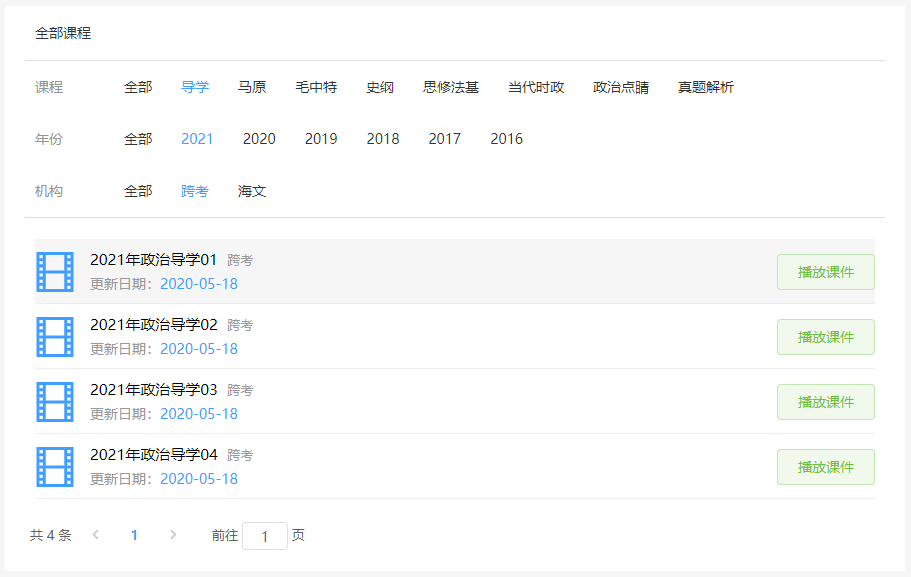 全部课程
课程 全部 导学 马原 毛中特 史纲 思修法基 当代时政 政治点睛 真题解析
年份 全部 2021 2020 2019 2018 2017 2016
机构 全部 跨考 海文
2021年政治导学01 跨考
更新日期：2020-05-18
播放课件
2021年政治导学02 跨考
更新日期：2020-05-18
播放课件
2021年政治导学03 跨考
更新日期：2020-05-18
播放课件
2021年政治导学04 跨考
更新日期：2020-05-18
播放课件
共 4 条 < 1 > 前往 1 页